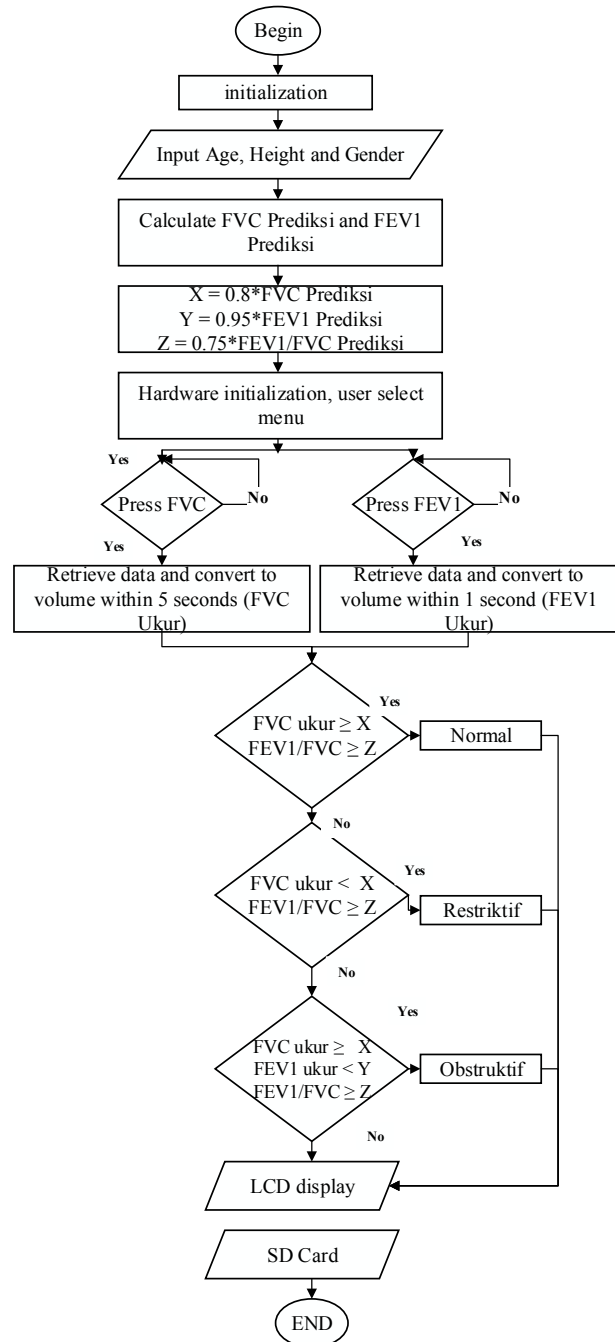 Begin
initialization
Input Age, Height and Gender
Calculate FVC Prediksi and FEV1
Prediksi
X = 0.8*FVC Prediksi
Y = 0.95*FEV1 Prediksi
Z = 0.75*FEV1/FVC Prediksi
Hardware initialization, user select
menu
Yes
Press FVC
No
Press FEV1
No
Yes
Yes
Retrieve data and convert to
volume within 5 seconds (FVC
Ukur)
Retrieve data and convert to
volume within 1 second (FEV1
Ukur)
Yes
FVC ukur ≥ X
FEV1/FVC ≥ Z
Normal
No
Yes
FVC ukur < X
FEV1/FVC ≥ Z
Restriktif
No
Yes
FVC ukur ≥ X
FEV1 ukur < Y
FEV1/FVC ≥ Z
Obstruktif
No
LCD display
SD Card
END